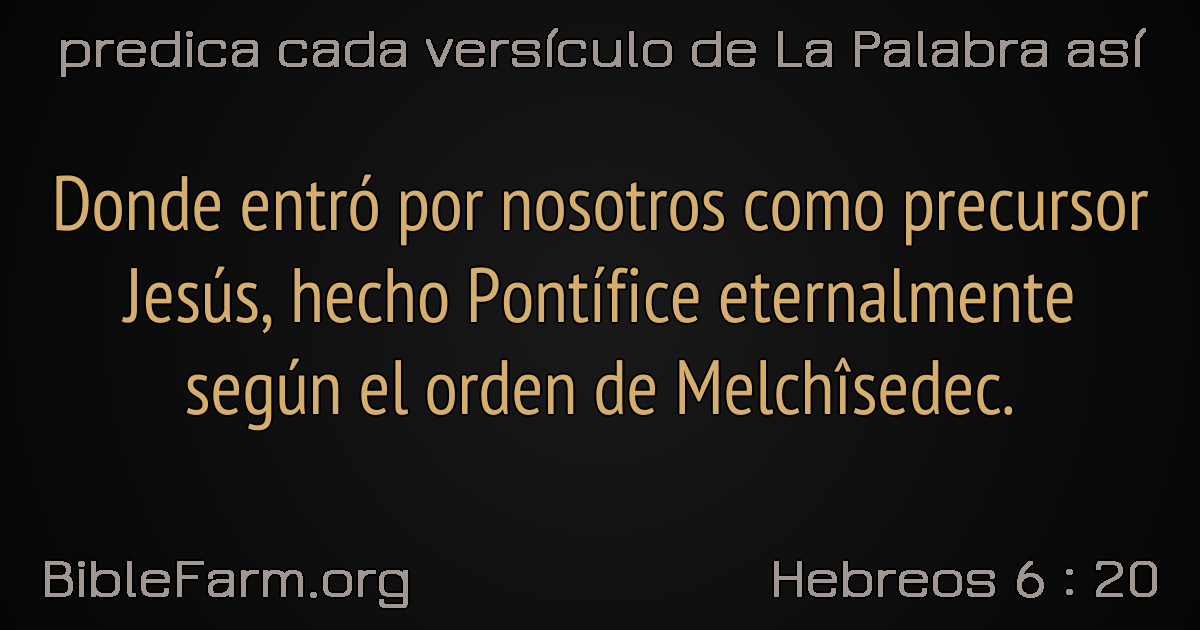 predica cada versículo de La Palabra así
Donde entró por nosotros como precursor
Jesús, hecho Pontífice eternalmente
según el orden de Melchîsedec.
BibleFarm.org
Hebreos 6 : 20